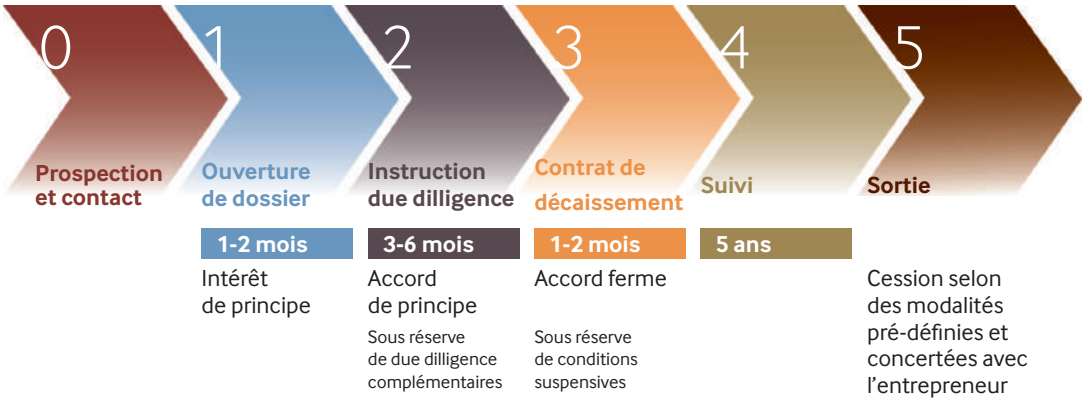 0
1
2
3
4
5
Prospection
et contact
Ouverture
de dossier
Instruction
due dilligence
Contrat de
décaissement
Suivi
Sortie
1-2 mois
3-6 mois
1-2 mois
5 ans
Intérêt
de principe
Accord
de principe
Sous réserve
de due dilligence
complémentaires
Accord ferme
Sous réserve
de conditions
suspensives
Cession selon
des modalités
pré-définies et
concertées avec
l'entrepreneur